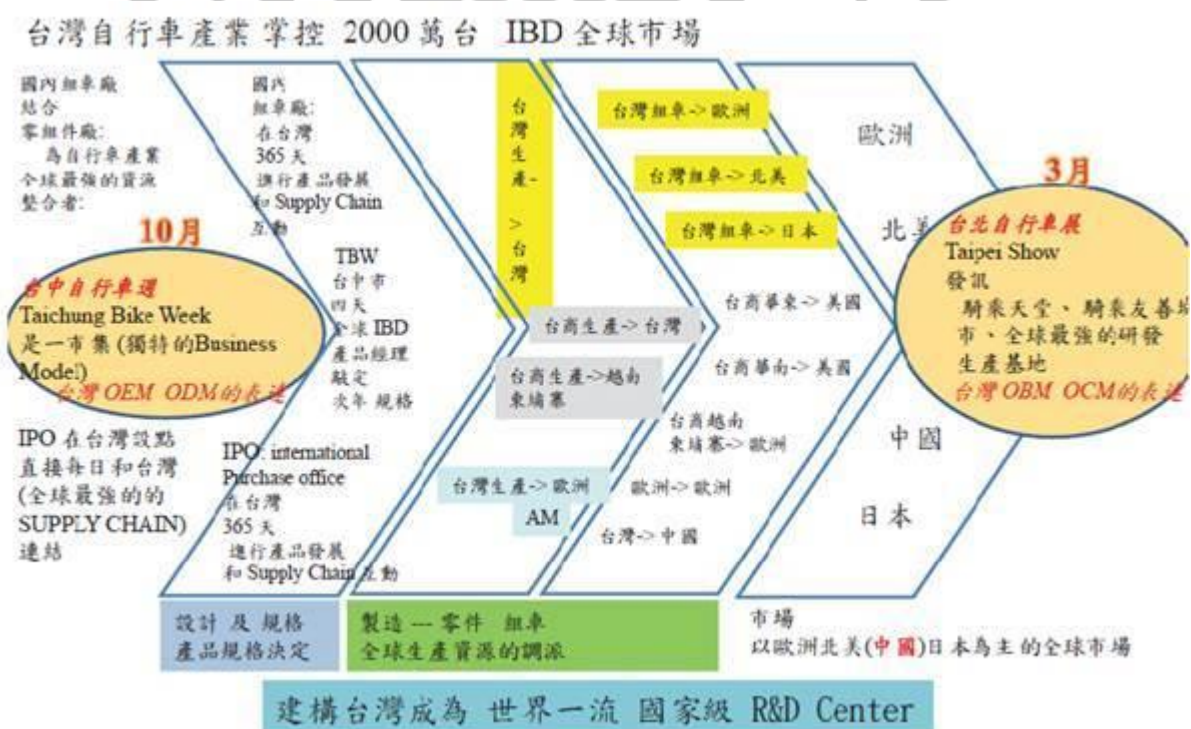 台灣自行車產業 掌控 2000 萬台 IBD 全球市場
國內組車廠
結合
零組件廠:
為自行車產業
全球最強的資源
整合者:
10月
台中自行車週
Taichung Bike Week
是一市集 (獨特的Business
Model)
台灣 OEM ODM的表達
IPO 在台灣設點
直接每日和台灣
(全球最強的的
SUPPLY CHAIN)
連結
國內
組車廠:
在台灣
365 天
進行產品發展
和 Supply Chain
互動
TBW
台中市
四天
全球 IBD
產品經理
敲定
次年 規格
IPO: international
Purchase office
在台灣
365 天
進行產品發展
和 Supply Chain 互動
台灣生產->台灣
台商生產-> 台灣
台商生產->越南
柬埔寨
台灣生產-> 歐洲
AM
台灣組車-> 歐洲
台灣組車-> 北美
台灣組車-> 日本
台商華東-> 美國
台商華南-> 美國
台商越南
柬埔寨-> 歐洲
歐洲-> 歐洲
台灣-> 中國
歐洲
北美
中國
日本
3月
台北自行車展
Taipei Show
發訊
騎乘天堂、騎乘友善城
市、全球最強的研發
生產基地
台灣 OBM OCM的表達
設計 及 規格
產品規格決定
製造 --- 零件 組車
全球生產資源的調派
市場
以歐洲北美(中國)日本為主的全球市場
建構台灣成為 世界一流 國家級 R&D Center